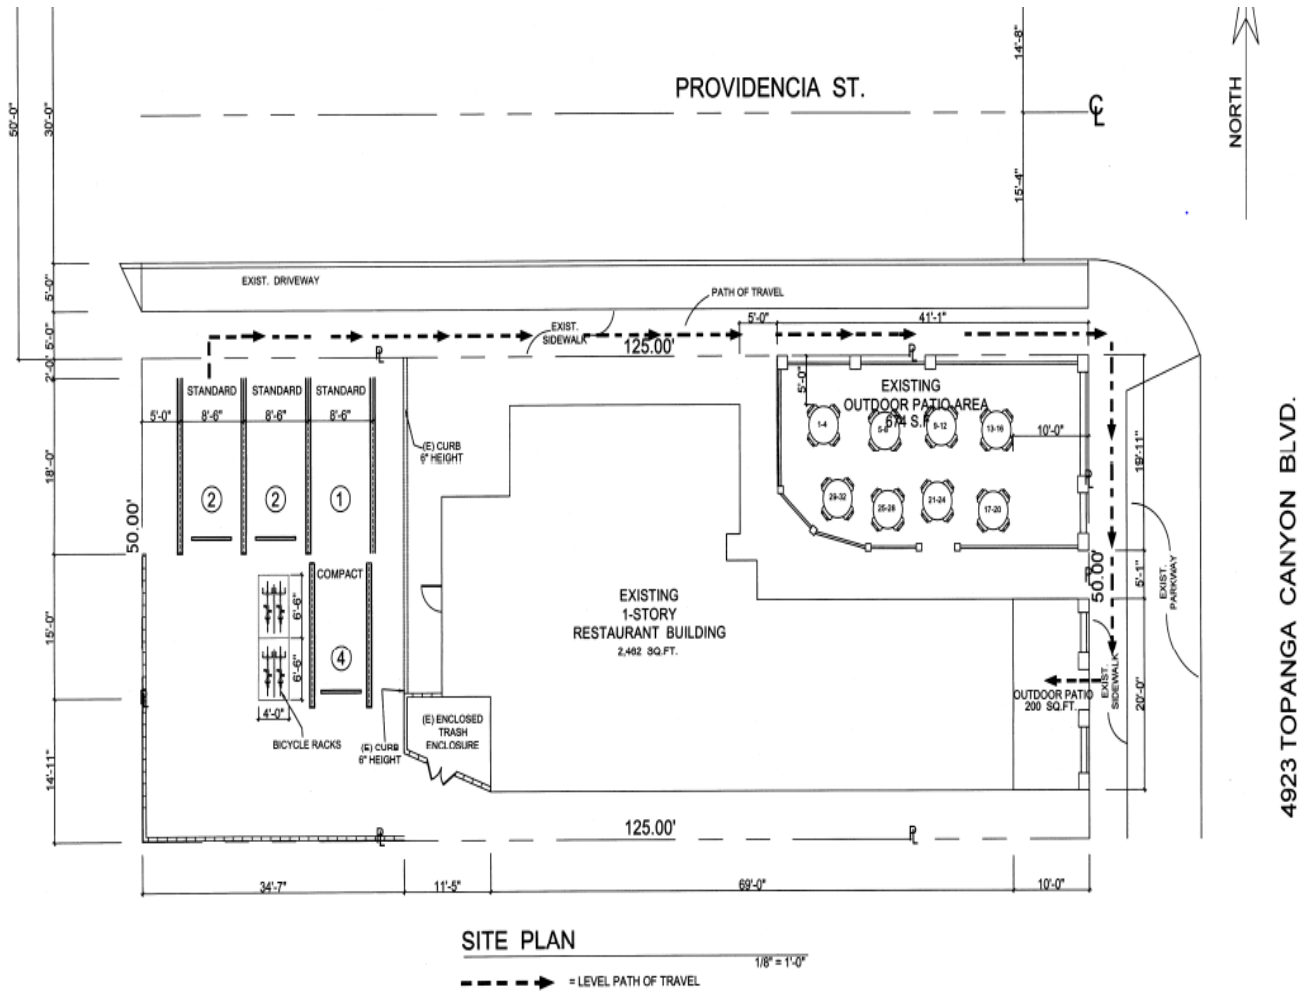 PROVIDENCIA ST.
50'-0"
30'-0"
14'-8"
15'-4"
NORTH
EXIST. DRIVEWAY
5'-0"
PATH OF TRAVEL
EXIST.
SIDEWALK
5'-0"
41'-1"
5'-0"
125.00'
2'-0"
STANDARD
STANDARD
STANDARD
5'-0"
8'-6"
8'-6"
8'-6"
(E) CURB
6" HEIGHT
5'-0"
EXISTING
OUTDOOR PATIO AREA
674 S.F.
1-4
5-8
9-12
13-16
10'-0"
19'-11"
18'-0"
2
2
1
29-32
25-28
21-24
17-20
50.00'
50.00'
5'-1"
EXIST.
PARKWAY
COMPACT
6'-6"
6'-6"
4
15'-0"
EXISTING
1-STORY
RESTAURANT BUILDING
2,462 SQ.FT.
EXIST.
SIDEWALK
20'-0"
OUTDOOR PATIO
200 SQ.FT.
4'-0"
BICYCLE RACKS
(E) CURB
6" HEIGHT
(E) ENCLOSED
TRASH
ENCLOSURE
14'-11"
125.00'
34'-7"
11'-5"
69'-0"
10'-0"
4923 TOPANGA CANYON BLVD.
SITE PLAN
1/8" = 1'-0"
= LEVEL PATH OF TRAVEL